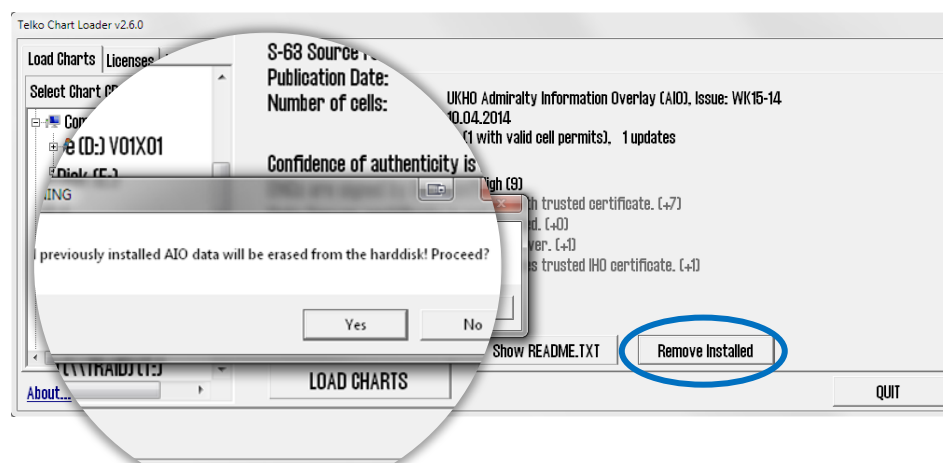 Telko Chart Loader v2.6.0
Load Charts Licenses
Select Chart
S-63 Source
Publication Date:
Number of cells:
UKHO Admiralty Information Overlay (AIO), Issue: WK15-14
10.04.2014
(1 with valid cell permits), 1 updates
(D:) V01X01
Disk (F:)
Confidence of authenticity is
High (9)
trusted certificate. (+7)
(+0)
(+1)
trusted IHO certificate. (+1)
previously installed AIO data will be erased from the harddisk! Proceed?
Yes
No
Show README.TXT
Remove Installed
LOAD CHARTS
About...
QUIT